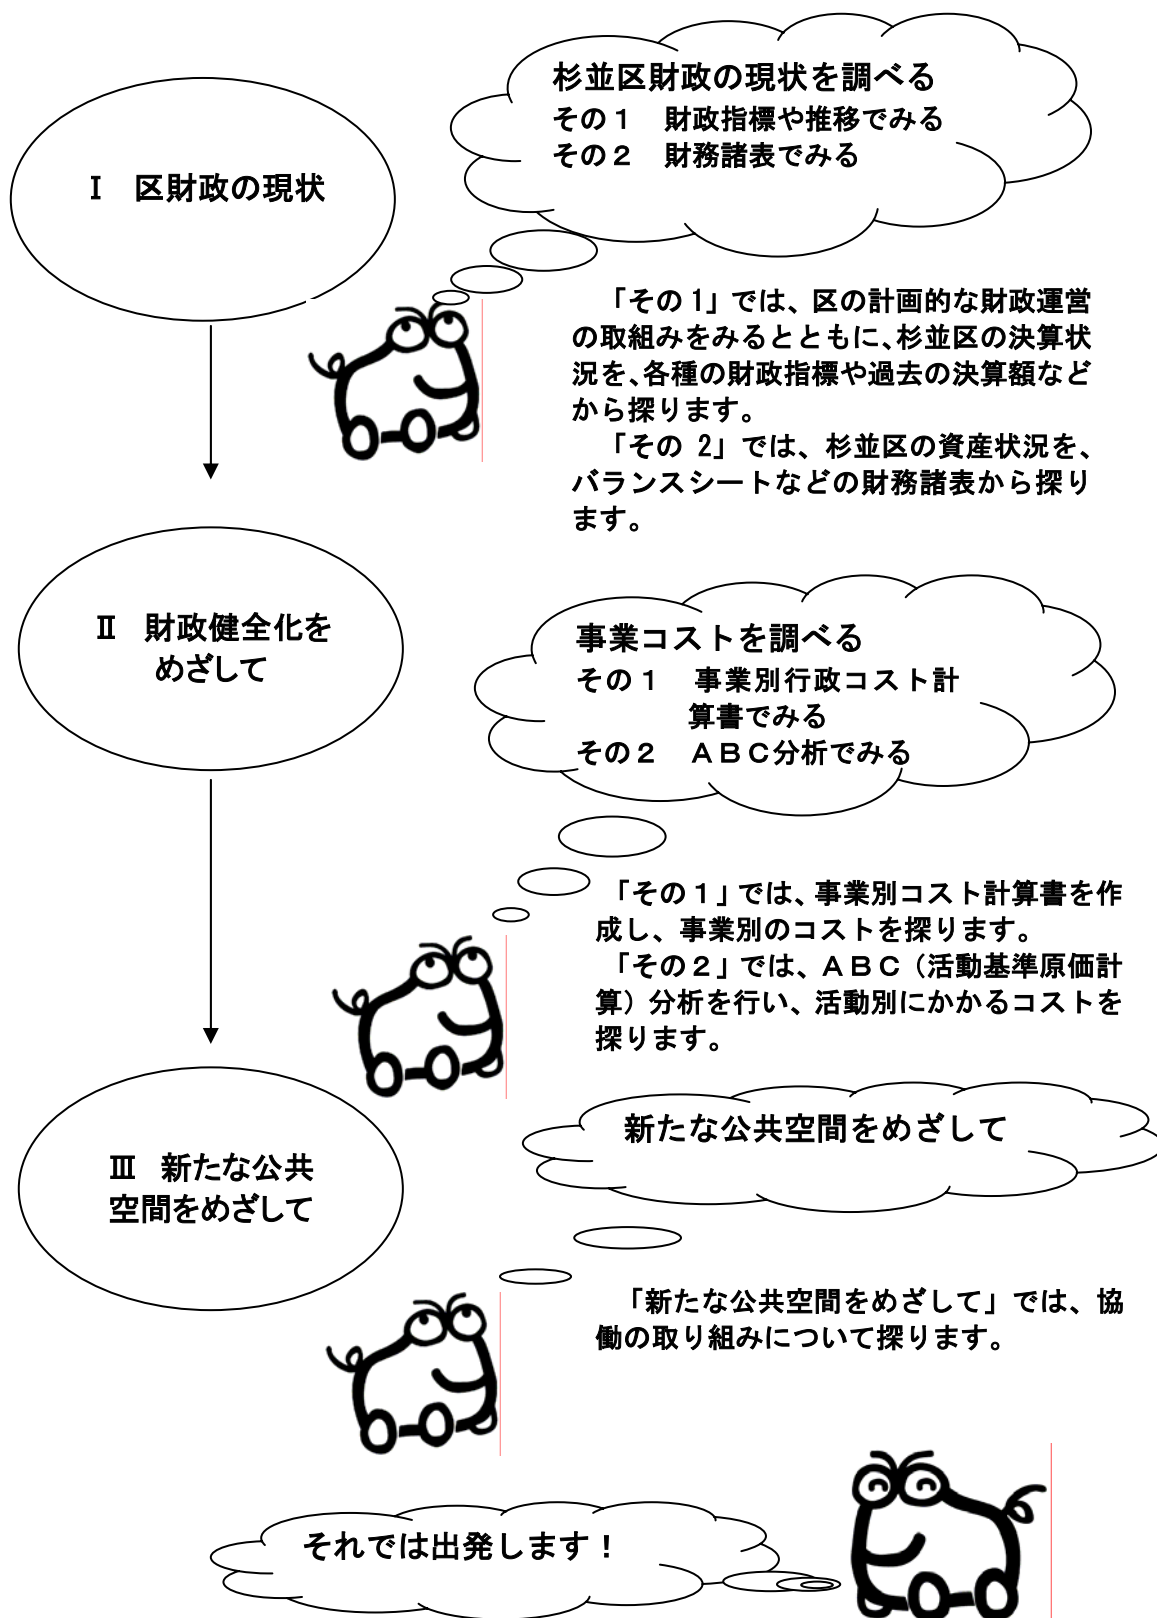 杉並区財政の現状を調べる
その1　財政指標や推移でみる
その2　財務諸表でみる
Ⅰ　区財政の現状
「その1」では、区の計画的な財政運営
の取組みをみるとともに、杉並区の決算状
況を、各種の財政指標や過去の決算額など
から探ります。
「その 2」では、杉並区の資産状況を、
バランスシートなどの財務諸表から探り
ます。
Ⅱ　財政健全化を
めざして
事業コストを調べる
その1　事業別行政コスト計
算書でみる
その2　ＡＢＣ分析でみる
「その1」では、事業別コスト計算書を作
成し、事業別のコストを探ります。
「その2」では、ＡＢＣ（活動基準原価計
算）分析を行い、活動別にかかるコストを
探ります。
Ⅲ　新たな公共
空間をめざして
新たな公共空間をめざして
「新たな公共空間をめざして」では、協
働の取り組みについて探ります。
それでは出発します！